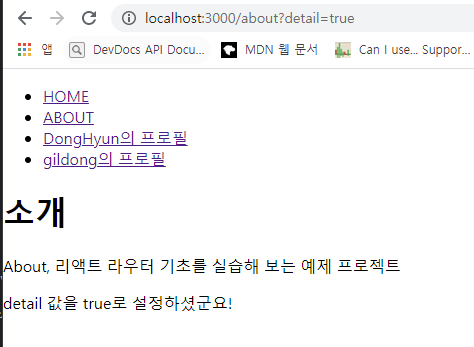 localhost:3000/about?detail=true
앱 DevDocs API Docu... MDN 웹 문서 Can I use... Suppor...
HOME
ABOUT
DongHyun의 프로필
gildong의 프로필
소개
About, 리액트 라우터 기초를 실습해 보는 예제 프로젝트
detail 값을 true로 설정하셨군요!